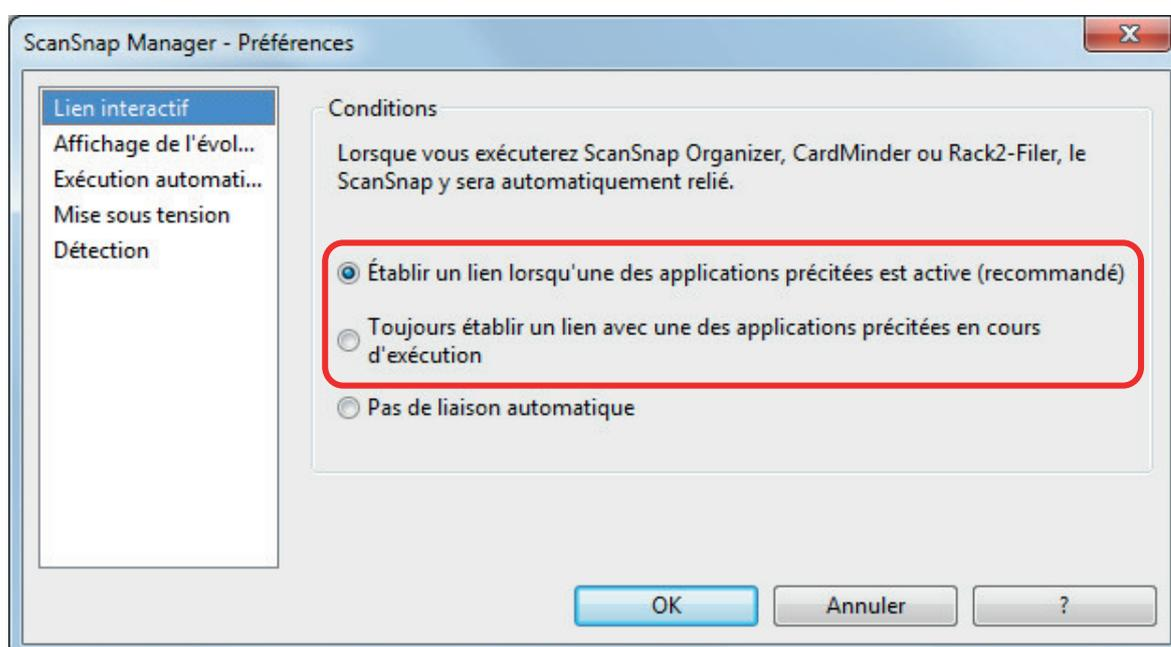 ScanSnap Manager - Préférences
Lien interactif
Affichage de l'évol...
Exécution automati...
Mise sous tension
Détection
Conditions
Lorsque vous exécuterez ScanSnap Organizer, CardMinder ou Rack2-Filer, le
ScanSnap y sera automatiquement relié.
Établir un lien lorsqu'une des applications précitées est active (recommandé)
Toujours établir un lien avec une des applications précitées en cours
d'exécution
Pas de liaison automatique
OK
Annuler
?